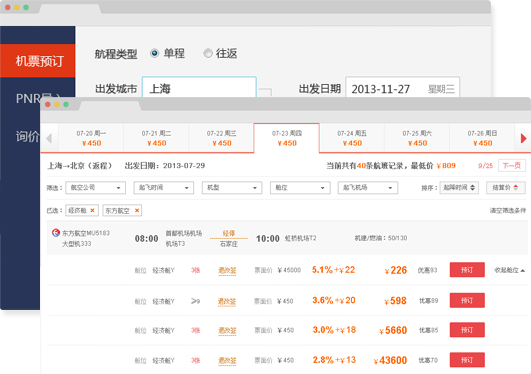 机票预订
航程类型 单程 往返
PNR导入
出发城市 上海 出发日期 2013-11-27 星期三
询价
07-20 周一 07-21 周二 07-22 周三 07-23 周四 07-24 周五 07-25 周六 07-26 周日
¥450 ¥450 ¥450 ¥450 ¥450 ¥450 ¥450
上海→北京（返程） 出发日期：2013-07-29 当前共有40条航班记录，最低价 ¥809 9/25 下一页
筛选： 航空公司 起飞时间 机型 舱位 起飞机场 排序： 起降时间 结算价
已选： 经济舱 × 东方航空 × 清空筛选条件
东方航空MU5183 08:00 首都机场机场 经停 10:00 虹桥机场T2 机建/燃油：50/130
大型机333 机场T3 石家庄
舱位 经济舱Y 3张 退改签 票面价 ¥45000 5.1%+¥22 ¥226 优惠93 预订 收起舱位
舱位 经济舱Y >9 退改签 票面价 ¥450 3.6%+¥20 ¥598 优惠89 预订
舱位 经济舱Y 3张 退改签 票面价 ¥450 3.0%+¥18 ¥5660 优惠85 预订
舱位 经济舱Y 3张 退改签 票面价 ¥450 2.8%+¥13 ¥43600 优惠70 预订